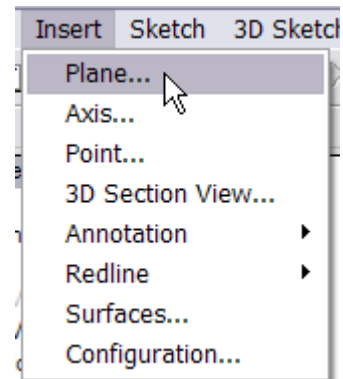 Insert Sketch 3D Sketch
Plane...
Axis...
Point...
3D Section View...
Annotation
Redline
Surfaces...
Configuration...